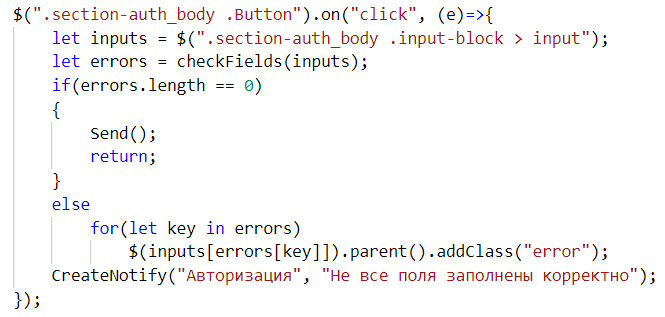 $(".section-auth_body .Button").on("click", (e)=>{
let inputs = $(".section-auth_body .input-block > input");
let errors = checkFields(inputs);
if(errors.length == 0)
{
Send();
return;
}
else
for(let key in errors)
$(inputs[errors[key]]).parent().addClass("error");
CreateNotify("Авторизация", "Не все поля заполнены корректно");
});